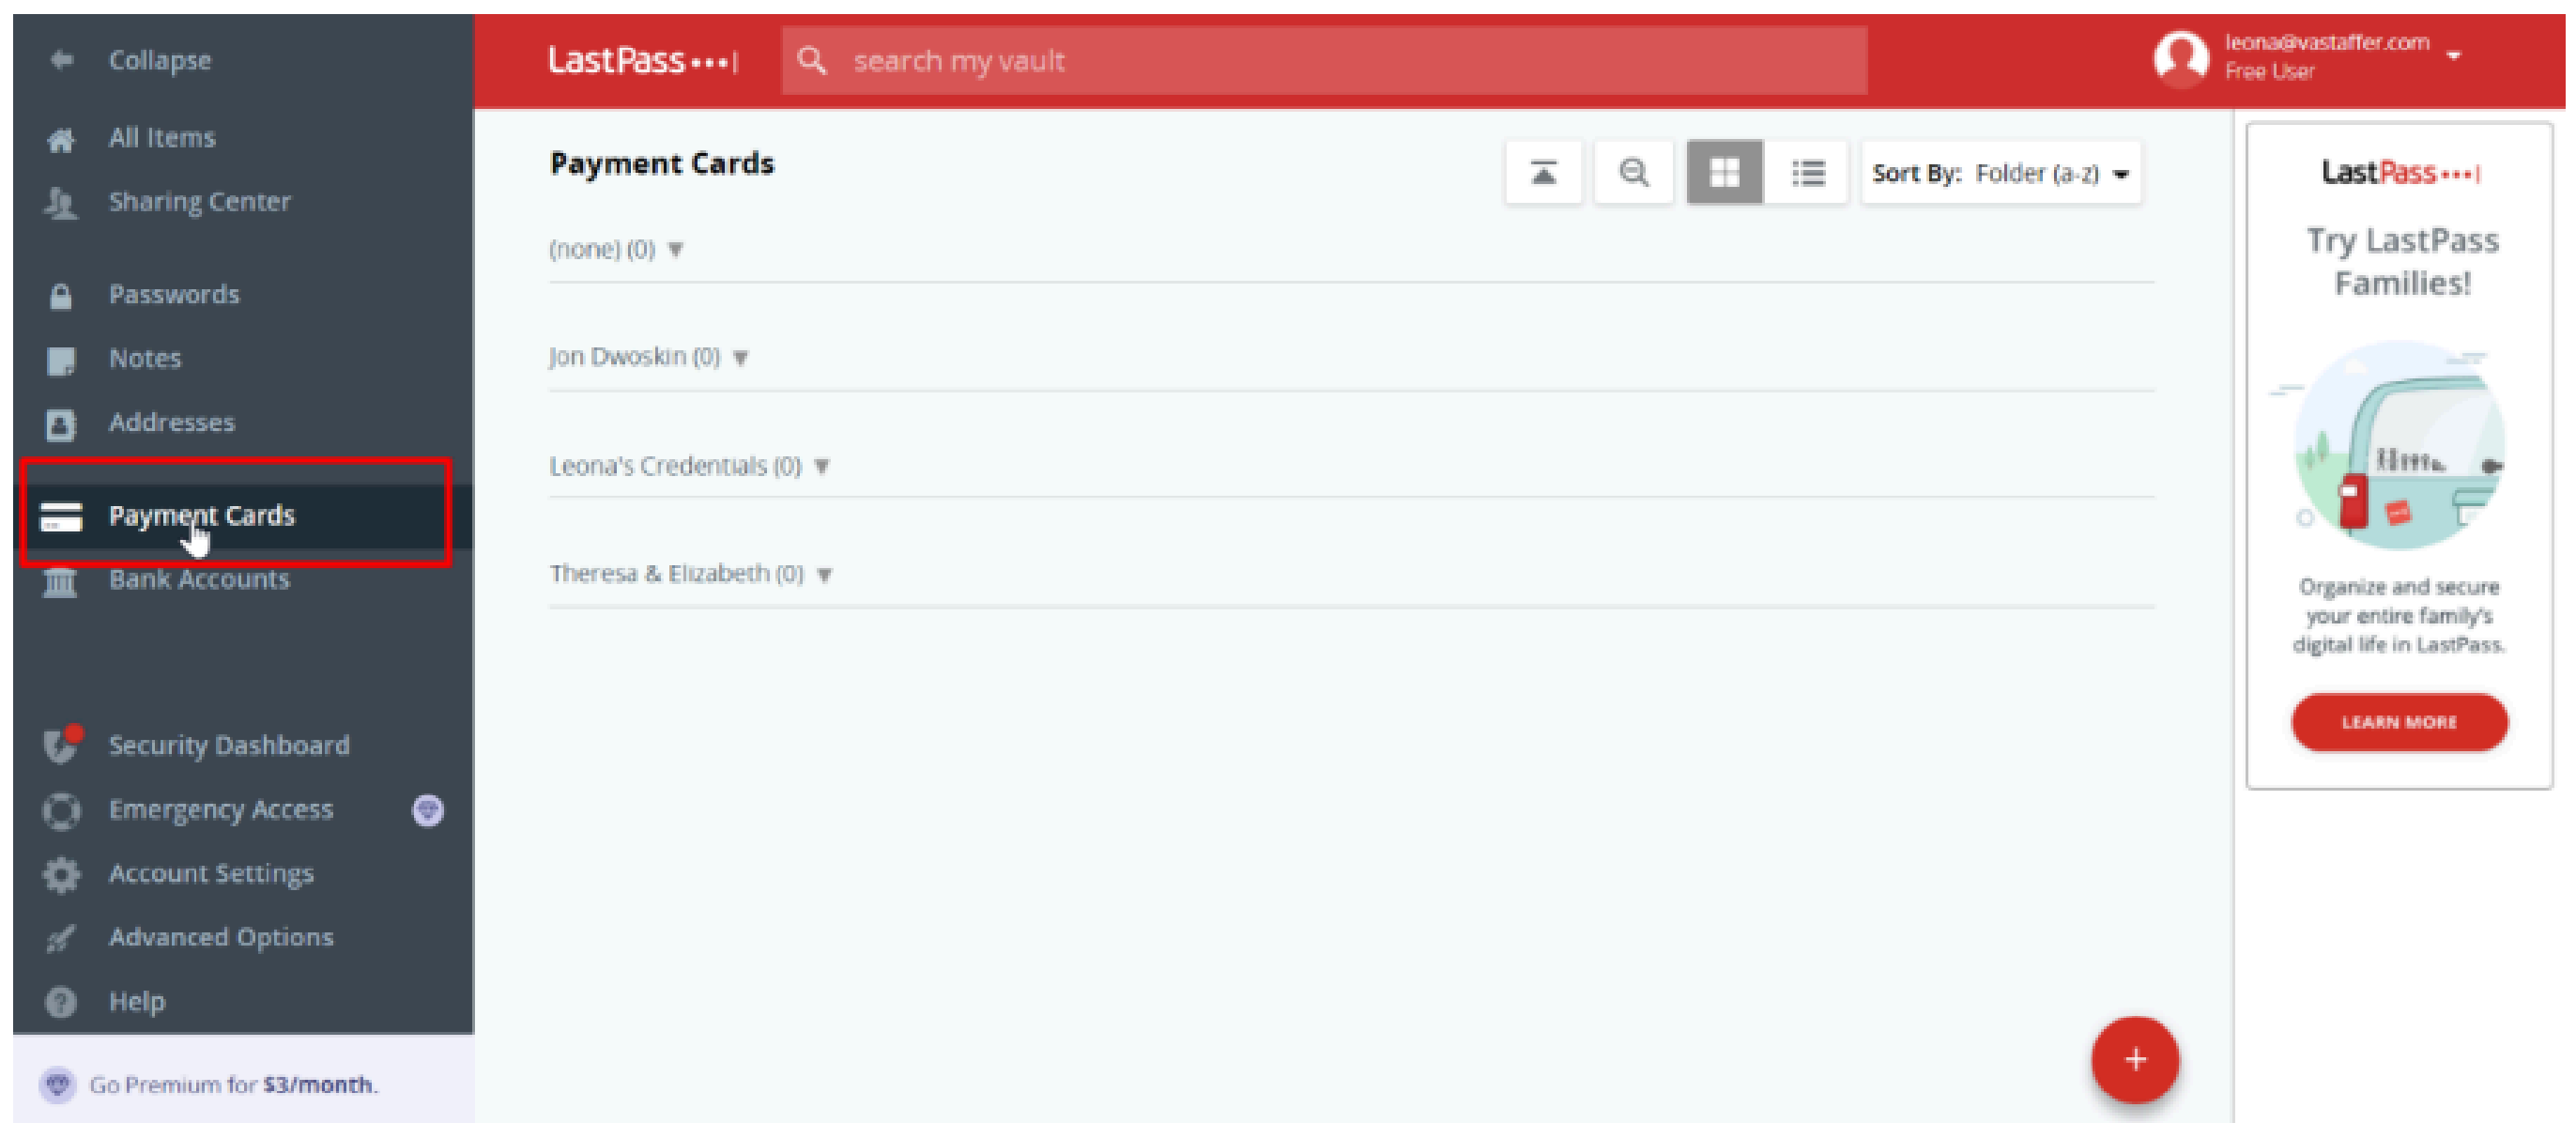 Collapse
All Items
Sharing Center
Passwords
Notes
Addresses
Payment Cards
Bank Accounts
Security Dashboard
Emergency Access
Account Settings
Advanced Options
Help
Go Premium for $3/month.
LastPass
search my vault
leona@vastaffer.com
Free User
Payment Cards
Sort By: Folder (a-z)
(none) (0)
Jon Dwoskin (0)
Leona's Credentials (0)
Theresa & Elizabeth (0)
+
LastPass
Try LastPass
Families!
Organize and secure
your entire family's
digital life in LastPass.
LEARN MORE